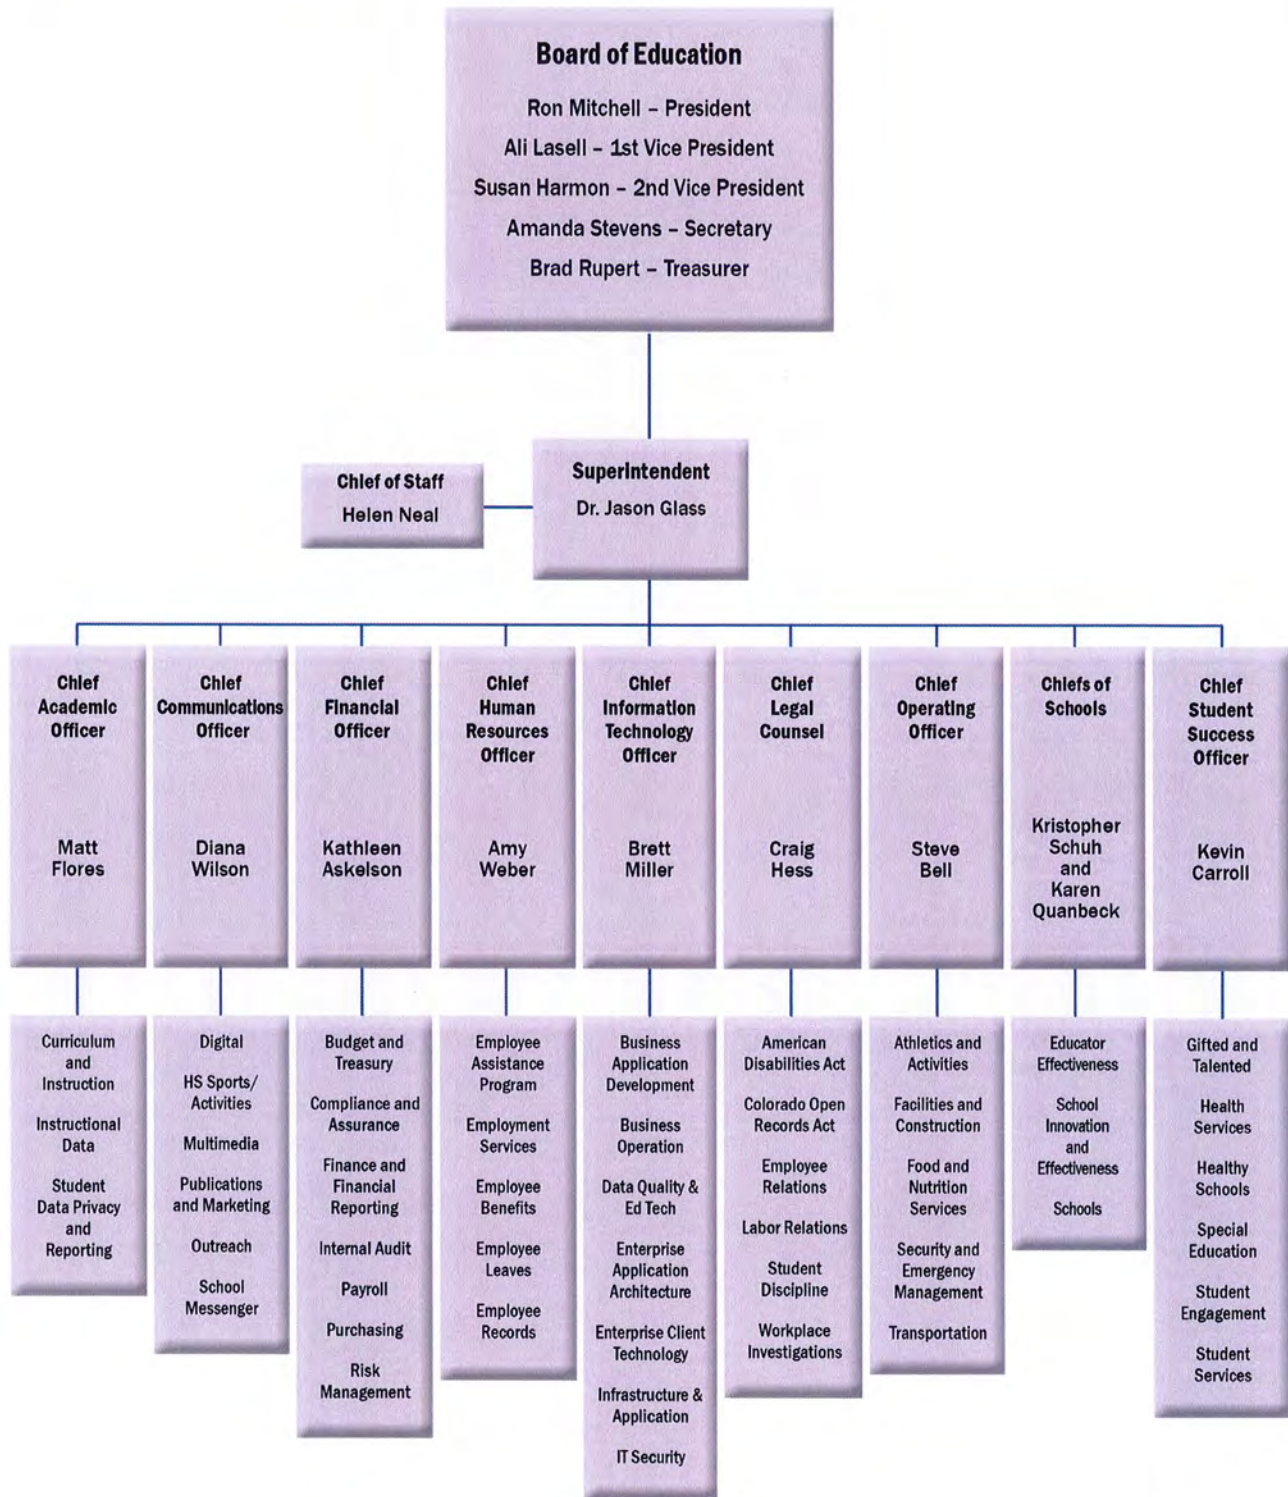 Board of Education
Ron Mitchell – President
Ali Lasell – 1st Vice President
Susan Harmon – 2nd Vice President
Amanda Stevens – Secretary
Brad Rupert – Treasurer
Chief of Staff
Helen Neal
Superintendent
Dr. Jason Glass
Chief
Academic
Officer
Matt
Flores
Chief
Communications
Officer
Diana
Wilson
Chief
Financial
Officer
Kathleen
Askelson
Chief
Human
Resources
Officer
Amy
Weber
Chief
Information
Technology
Officer
Brett
Miller
Chief
Legal
Counsel
Craig
Hess
Chief
Operating
Officer
Steve
Bell
Chiefs of
Schools
Kristopher
Schuh
and
Karen
Quanbeck
Chief
Student
Success
Officer
Kevin
Carroll
Curriculum
and
Instruction
Instructional
Data
Student
Data Privacy
and
Reporting
Digital
HS Sports/
Activities
Multimedia
Publications
and Marketing
Outreach
School
Messenger
Budget and
Treasury
Compliance and
Assurance
Finance and
Financial
Reporting
Internal Audit
Payroll
Purchasing
Risk
Management
Employee
Assistance
Program
Employment
Services
Employee
Benefits
Employee
Leaves
Employee
Records
Business
Application
Development
Business
Operation
Data Quality &
Ed Tech
Enterprise
Application
Architecture
Enterprise Client
Technology
Infrastructure &
Application
IT Security
American
Disabilities Act
Colorado Open
Records Act
Employee
Relations
Labor Relations
Student
Discipline
Workplace
Investigations
Athletics and
Activities
Facilities and
Construction
Food and
Nutrition
Services
Security and
Emergency
Management
Transportation
Educator
Effectiveness
School
Innovation
and
Effectiveness
Schools
Gifted and
Talented
Health
Services
Healthy
Schools
Special
Education
Student
Engagement
Student
Services